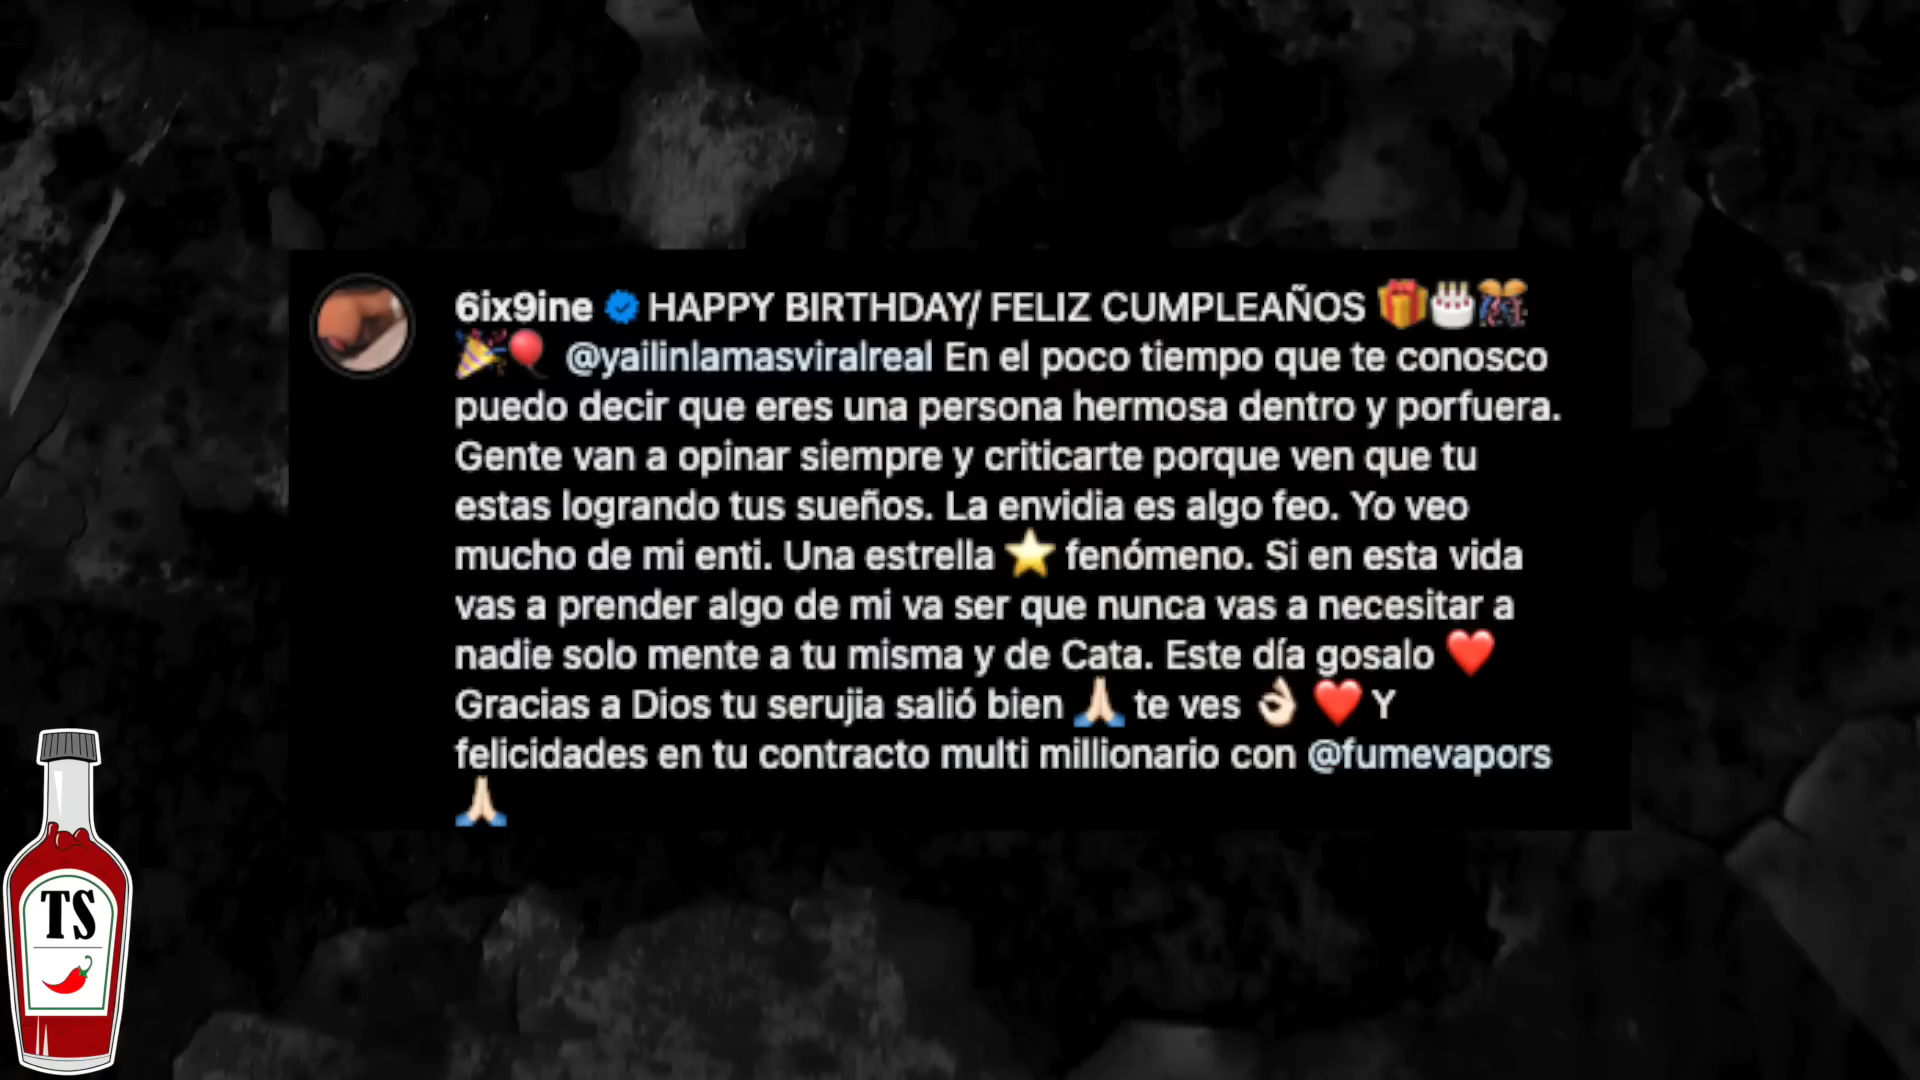 6ix9ine HAPPY BIRTHDAY/ FELIZ CUMPLEAÑOS 🎁🎂🎊
🎉🎈 @yailinlamasviralreal En el poco tiempo que te conosco
puedo decir que eres una persona hermosa dentro y porfuera.
Gente van a opinar siempre y criticarte porque ven que tu
estas logrando tus sueños. La envidia es algo feo. Yo veo
mucho de mi enti. Una estrella ⭐ fenómeno. Si en esta vida
vas a prender algo de mi va ser que nunca vas a necesitar a
nadie solo mente a tu misma y de Cata. Este día gosalo ❤️
Gracias a Dios tu serujia salió bien 🙏🏻 te ves 👌🏻 ❤️ Y
felicidades en tu contracto multi millionario con @fumevapors
🙏🏻
TS